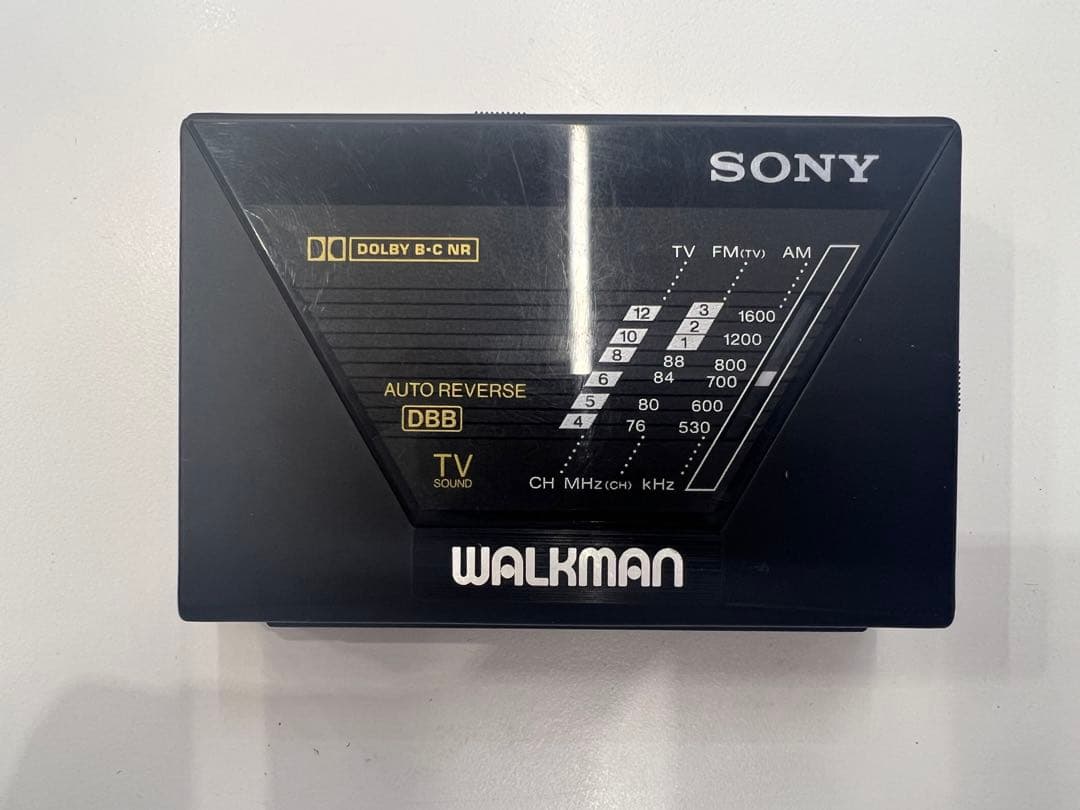 SONY
DOLBY B·C NR
TV FM(TV) AM
12 3 1600
10 2 1200
8 1
88 800
6 84 700
5 80 600
4 76 530
AUTO REVERSE
DBB
TV
SOUND
CH MHz(CH) kHz
WALKMAN